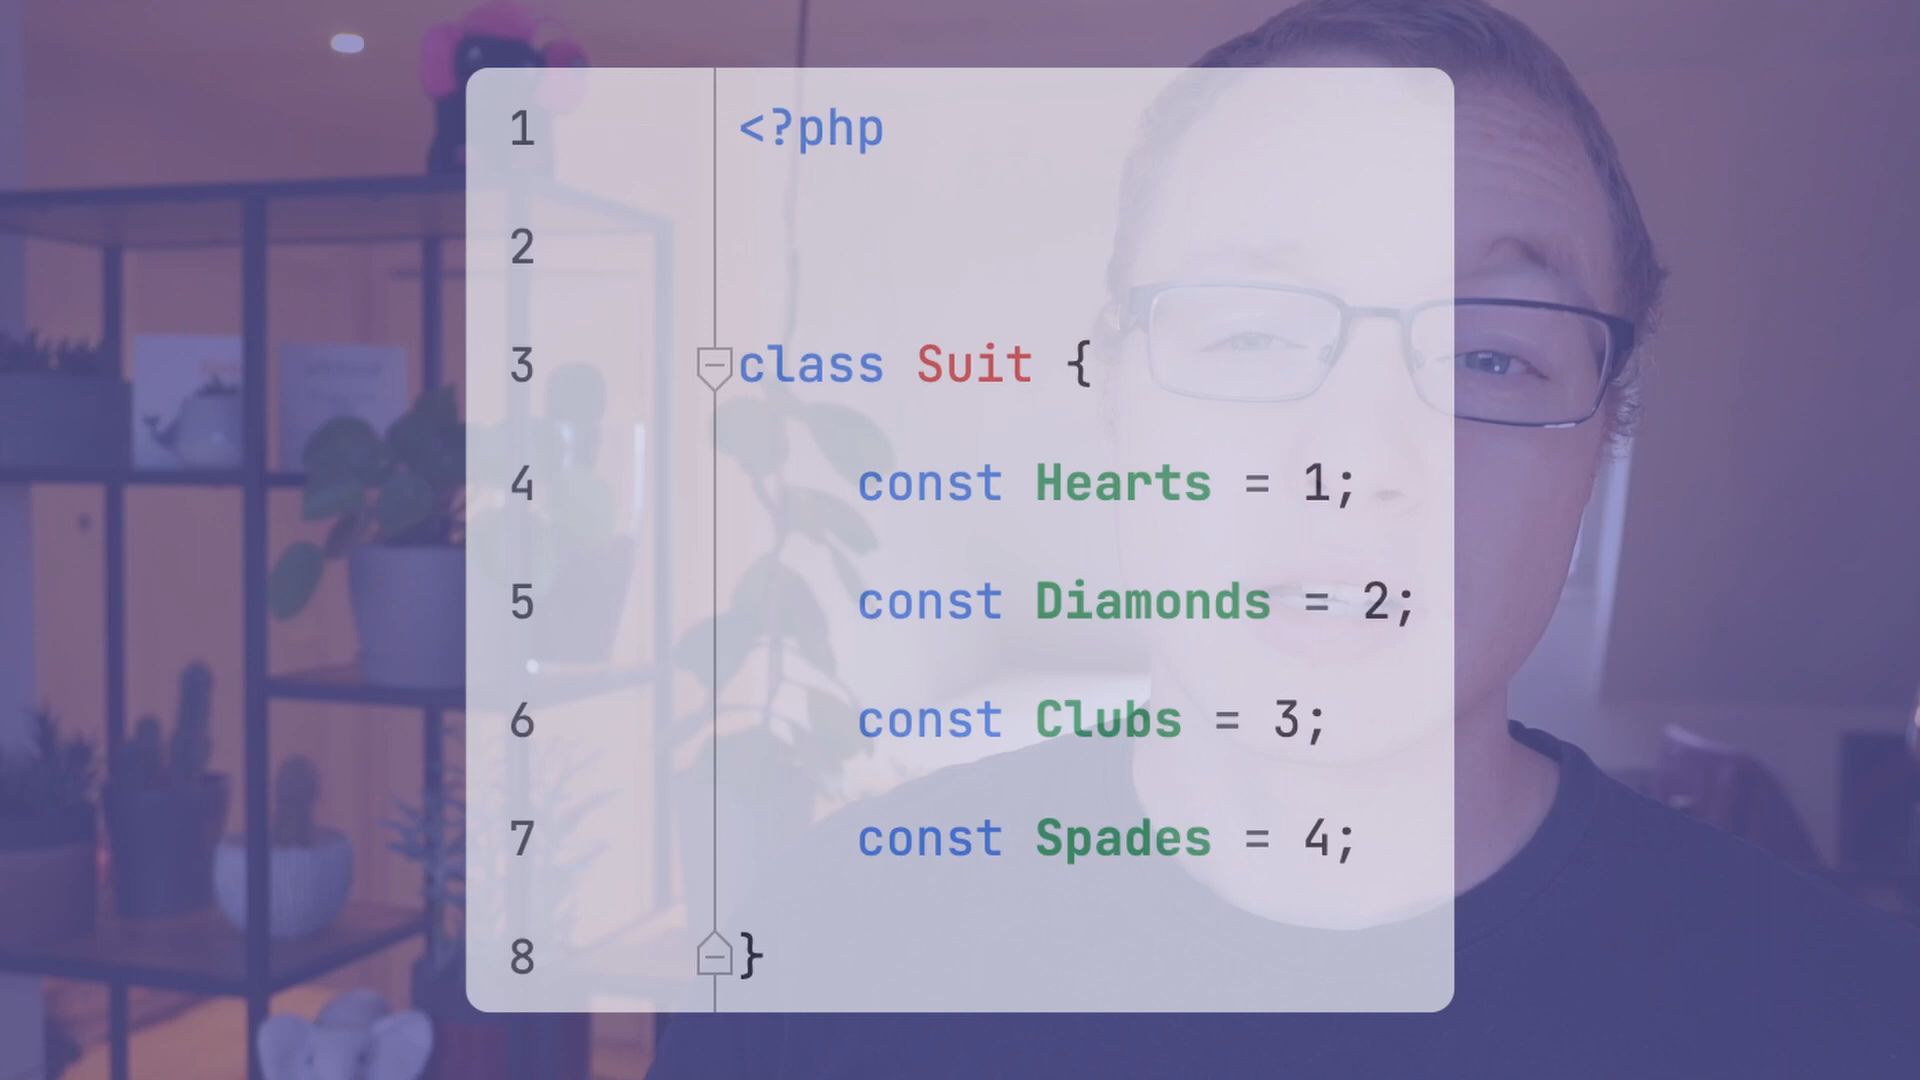 1 <?php
2
3 class Suit {
4 const Hearts = 1;
5 const Diamonds = 2;
6 const Clubs = 3;
7 const Spades = 4;
8 }